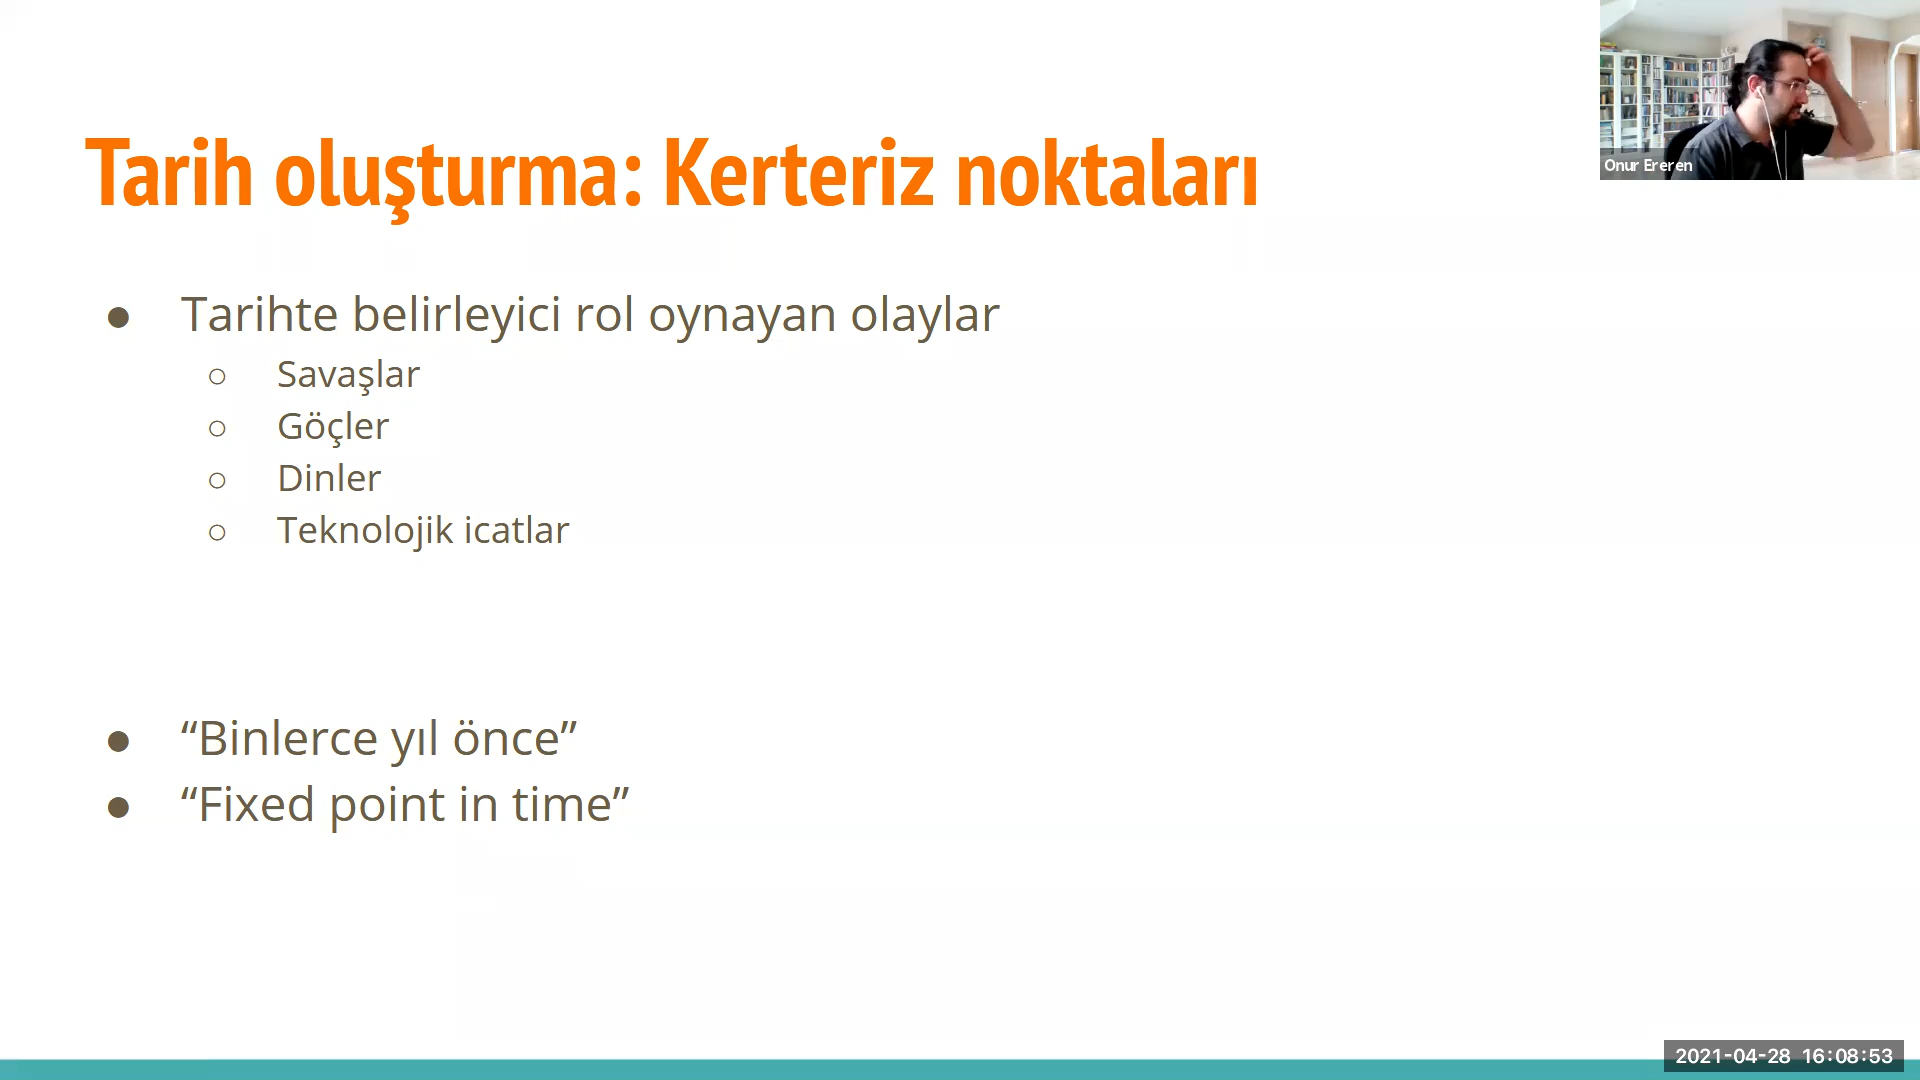 Tarih oluşturma: Kerteriz noktaları
Onur Ereren
● Tarihte belirleyici rol oynayan olaylar
○ Savaşlar
○ Göçler
○ Dinler
○ Teknolojik icatlar
● “Binlerce yıl önce”
● “Fixed point in time”
2021-04-28 16:08:53